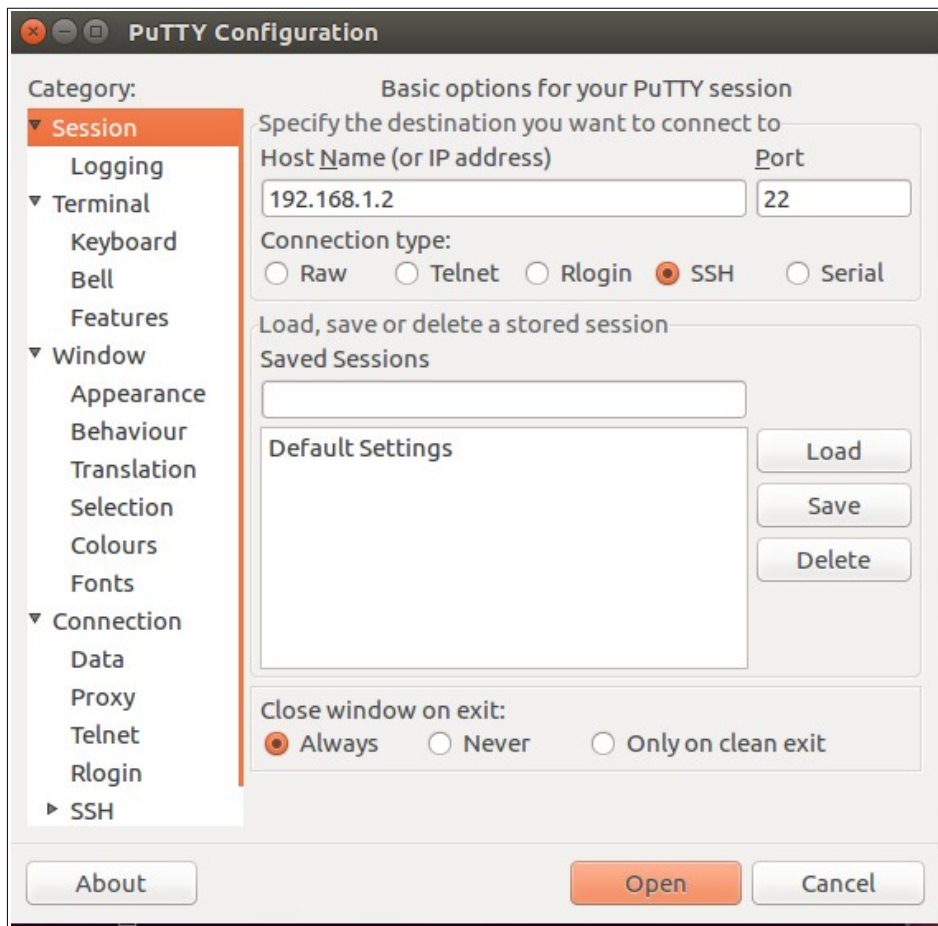 PuTTY Configuration
Category:
Session
Logging
Terminal
Keyboard
Bell
Features
Window
Appearance
Behaviour
Translation
Selection
Colours
Fonts
Connection
Data
Proxy
Telnet
Rlogin
SSH
Basic options for your PuTTY session
Specify the destination you want to connect to
Host Name (or IP address) Port
192.168.1.2 22
Connection type:
Raw Telnet Rlogin SSH Serial
Load, save or delete a stored session
Saved Sessions
Default Settings
Load
Save
Delete
Close window on exit:
Always Never Only on clean exit
About Open Cancel